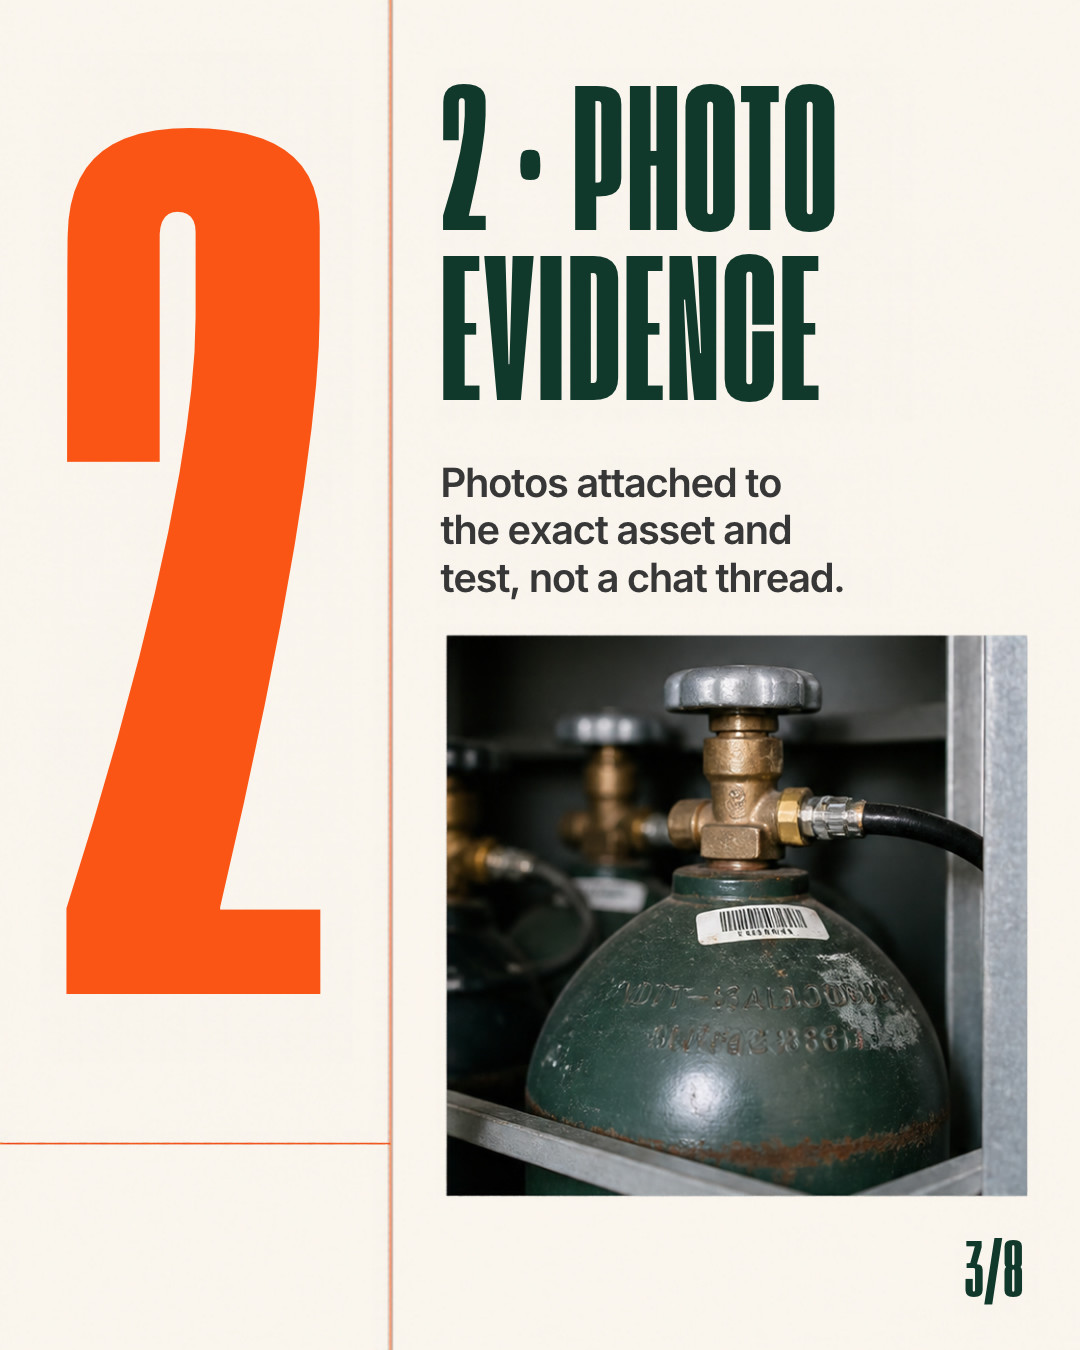 2
2 · PHOTO
EVIDENCE
Photos attached to
the exact asset and
test, not a chat thread.
3/8